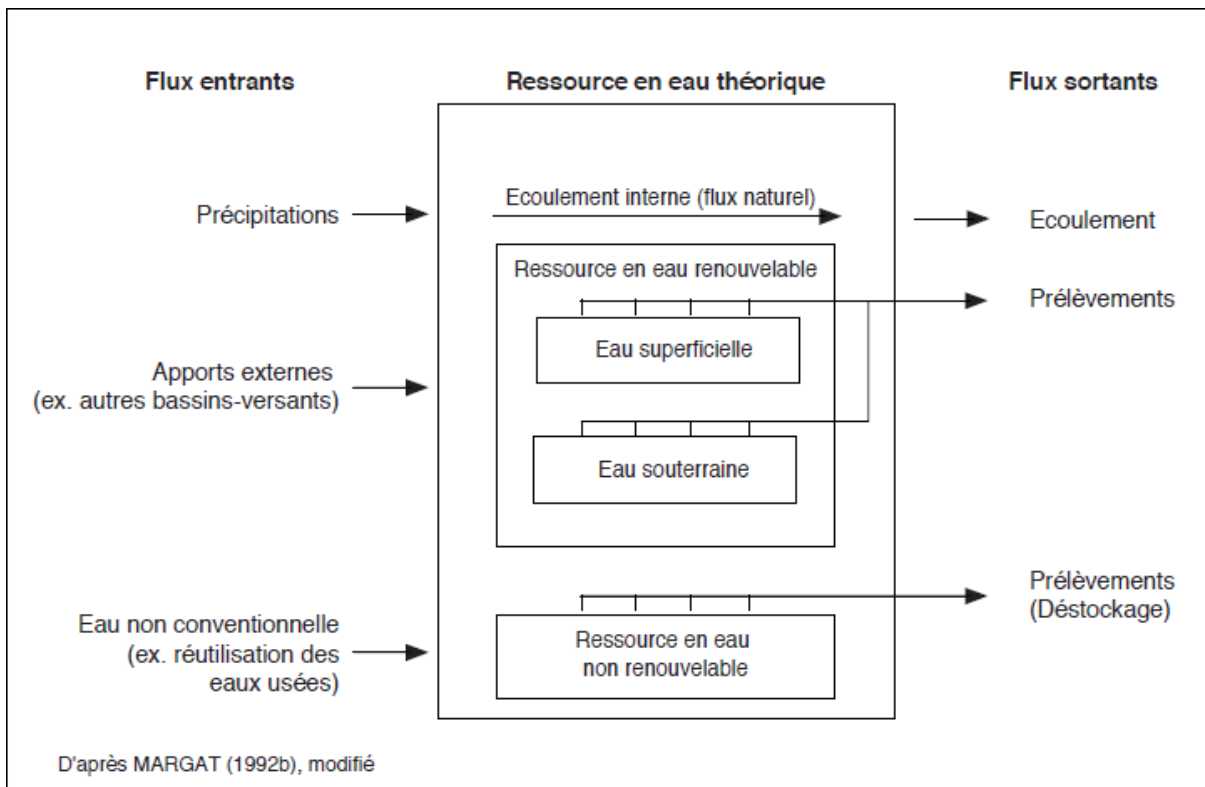 Flux entrants
Ressource en eau théorique
Flux sortants
Précipitations
Ecoulement interne (flux naturel)
Ecoulement
Ressource en eau renouvelable
Prélèvements
Eau superficielle
Apports externes
(ex. autres bassins-versants)
Eau souterraine
Prélèvements
(Déstockage)
Eau non conventionnelle
(ex. réutilisation des
eaux usées)
Ressource en eau
non renouvelable
D'après MARGAT (1992b), modifié